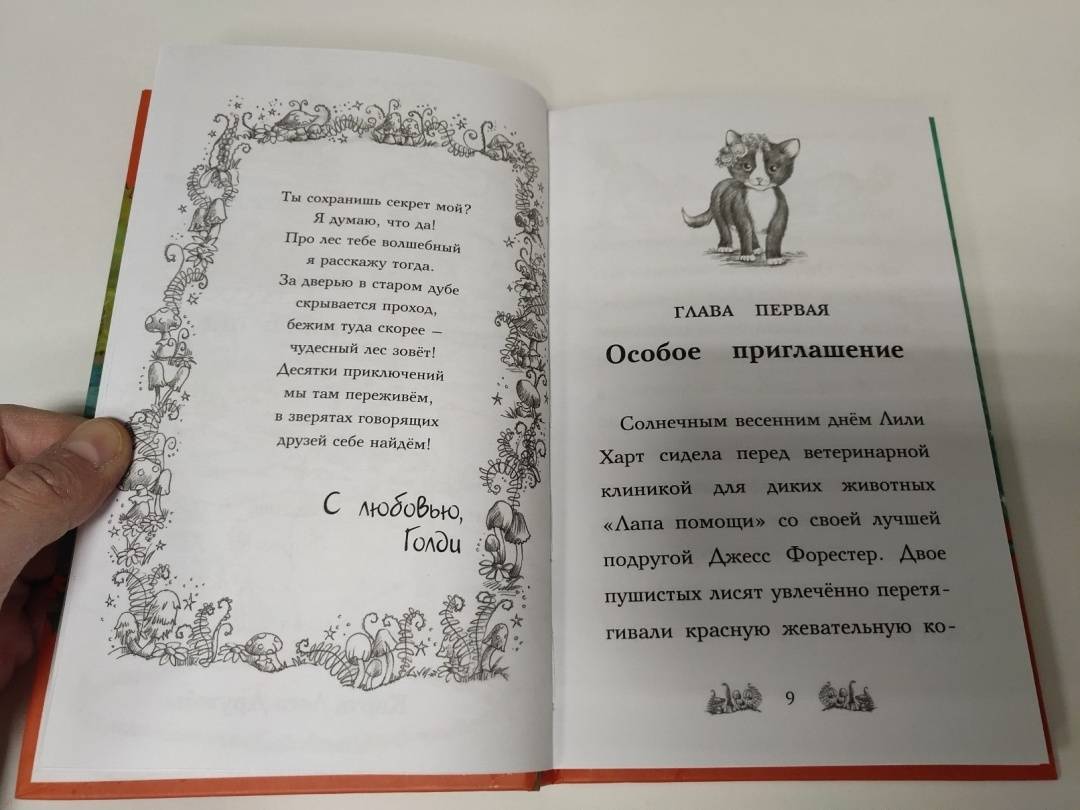 Ты сохранишь секрет мой?
Я думаю, что да!
Про лес тебе волшебный
я расскажу тогда.
За дверью в старом дубе
скрывается проход,
бежим туда скорее —
чудесный лес зовёт!
Десятки приключений
мы там переживём,
в зверятах говорящих
друзей себе найдём!
С любовью,
Голди
ГЛАВА ПЕРВАЯ
Особое приглашение
Солнечным весенним днём Лили
Харт сидела перед ветеринарной
клиникой для диких животных
«Лапа помощи» со своей лучшей
подругой Джесс Форестер. Двое
пушистых лисят увлечённо перетя-
гивали красную жевательную ко-
9